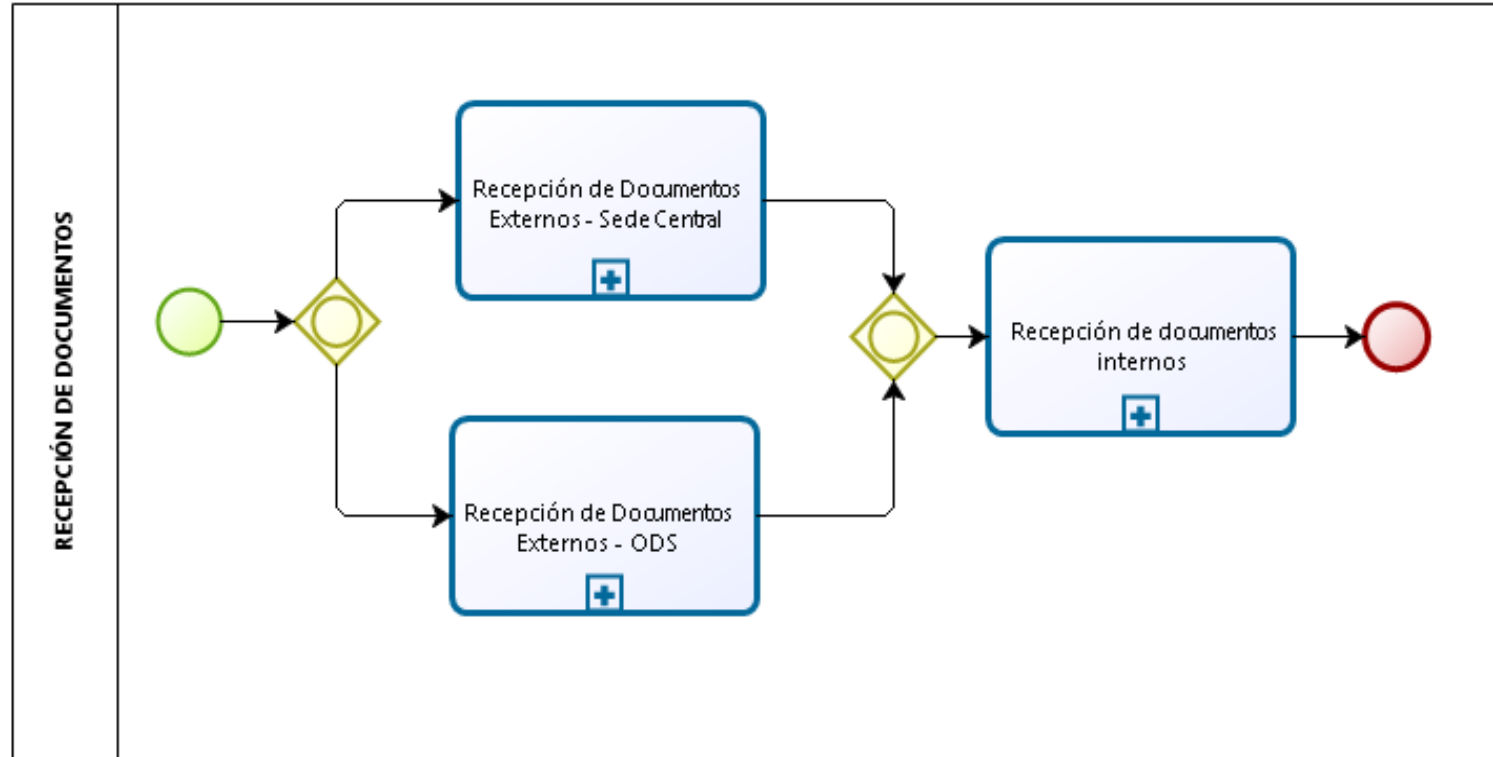 RECEPCIÓN DE DOCUMENTOS
Recepción de Documentos
Externos - Sede Central
Recepción de Documentos
Externos - ODS
Recepción de documentos
internos